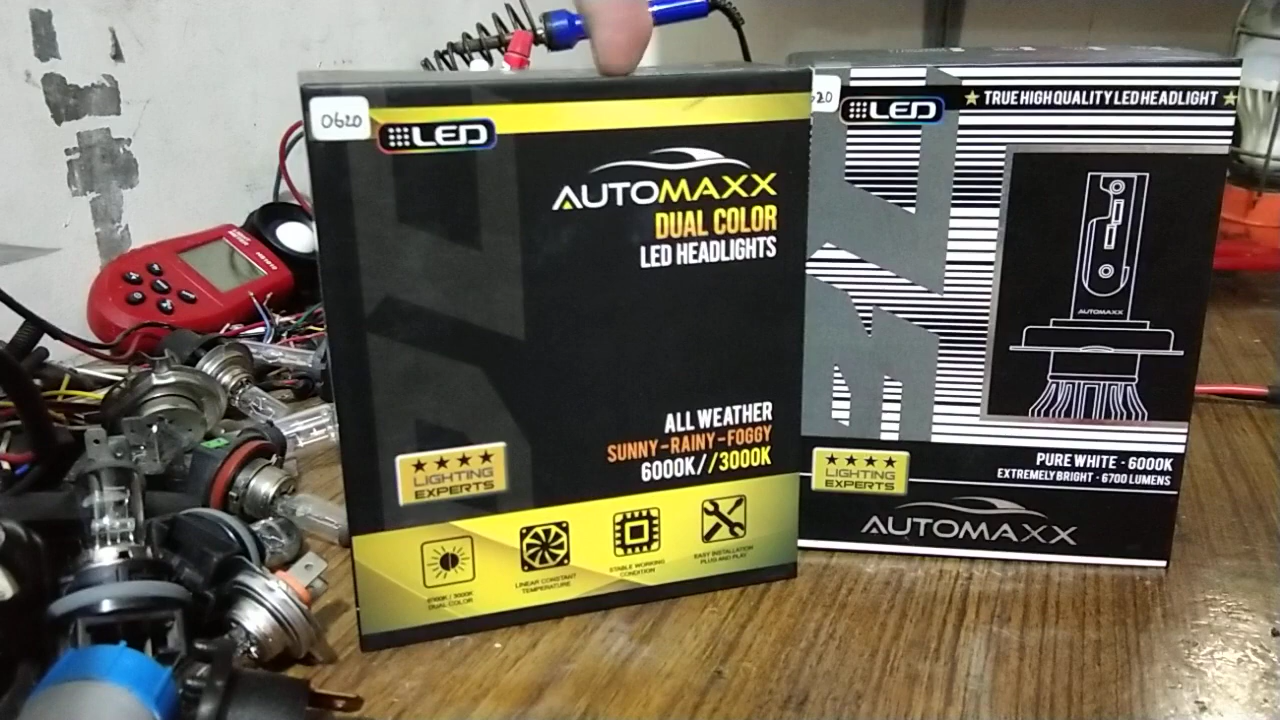 0620
LED
AUTOMAXX
DUAL COLOR
LED HEADLIGHTS
ALL WEATHER
SUNNY-RAINY-FOGGY
6000K//3000K
★★★★
LIGHTING
EXPERTS
6000K / 3000K
DUAL COLOR
LINEAR CONSTANT
TEMPERATURE
STABLE WORKING
CONDITION
EASY INSTALLATION
PLUG AND PLAY
620
LED
★ TRUE HIGH QUALITY LED HEADLIGHT ★
AUTOMAXX
PURE WHITE - 6000K
EXTREMELY BRIGHT - 6700 LUMENS
★★★★
LIGHTING
EXPERTS
AUTOMAXX